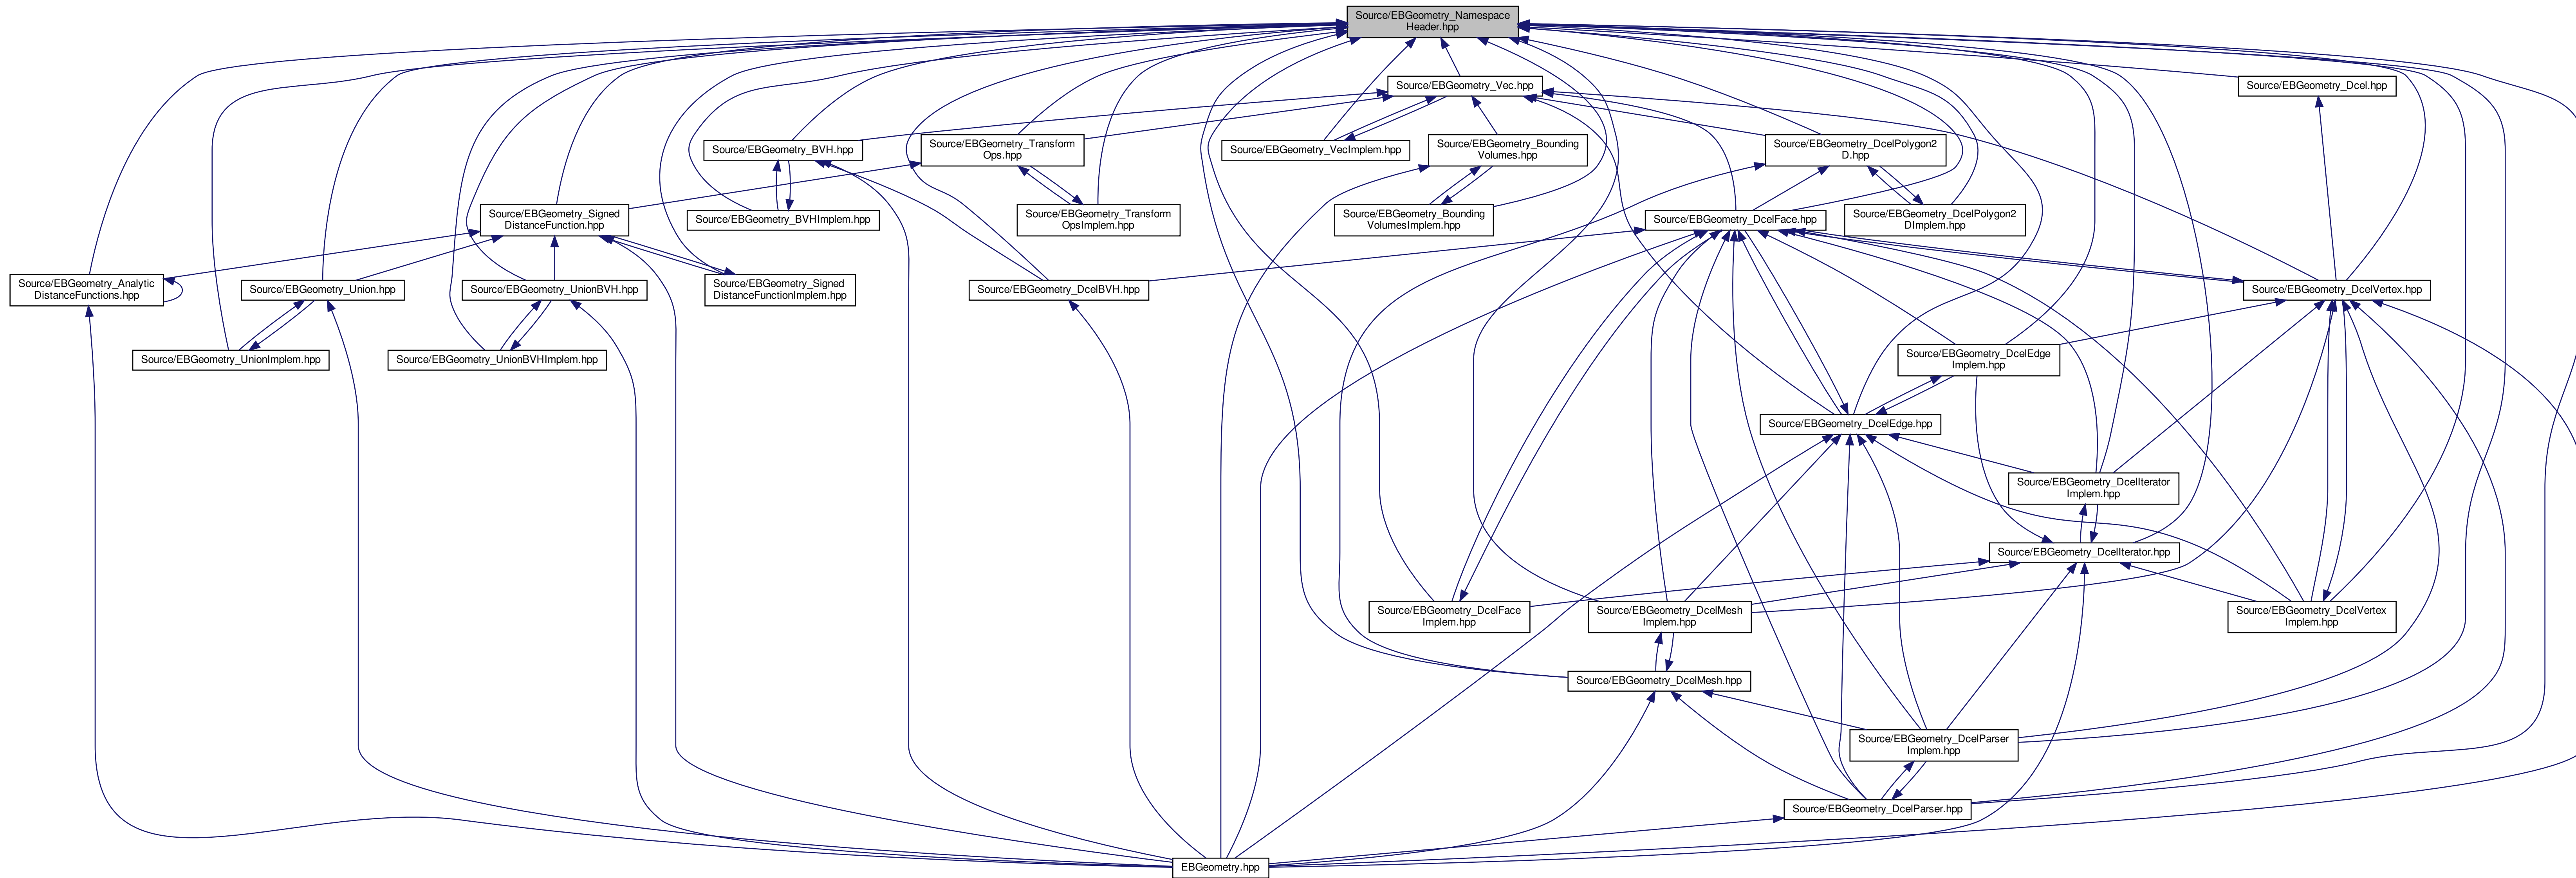 Source/EBGeometry_Namespace
Header.hpp
Source/EBGeometry_Vec.hpp
Source/EBGeometry_Dcel.hpp
Source/EBGeometry_BVH.hpp
Source/EBGeometry_Transform
Ops.hpp
Source/EBGeometry_VecImplem.hpp
Source/EBGeometry_Bounding
Volumes.hpp
Source/EBGeometry_DcelPolygon2
D.hpp
Source/EBGeometry_Signed
DistanceFunction.hpp
Source/EBGeometry_BVHImplem.hpp
Source/EBGeometry_Transform
OpsImplem.hpp
Source/EBGeometry_Bounding
VolumesImplem.hpp
Source/EBGeometry_DcelFace.hpp
Source/EBGeometry_DcelPolygon2
DImplem.hpp
Source/EBGeometry_Analytic
DistanceFunctions.hpp
Source/EBGeometry_Union.hpp
Source/EBGeometry_UnionBVH.hpp
Source/EBGeometry_Signed
DistanceFunctionImplem.hpp
Source/EBGeometry_DcelBVH.hpp
Source/EBGeometry_DcelVertex.hpp
Source/EBGeometry_UnionImplem.hpp
Source/EBGeometry_UnionBVHImplem.hpp
Source/EBGeometry_DcelEdge
Implem.hpp
Source/EBGeometry_DcelEdge.hpp
Source/EBGeometry_DcelIterator
Implem.hpp
Source/EBGeometry_DcelIterator.hpp
Source/EBGeometry_DcelFace
Implem.hpp
Source/EBGeometry_DcelMesh
Implem.hpp
Source/EBGeometry_DcelVertex
Implem.hpp
Source/EBGeometry_DcelMesh.hpp
Source/EBGeometry_DcelParser
Implem.hpp
Source/EBGeometry_DcelParser.hpp
EBGeometry.hpp